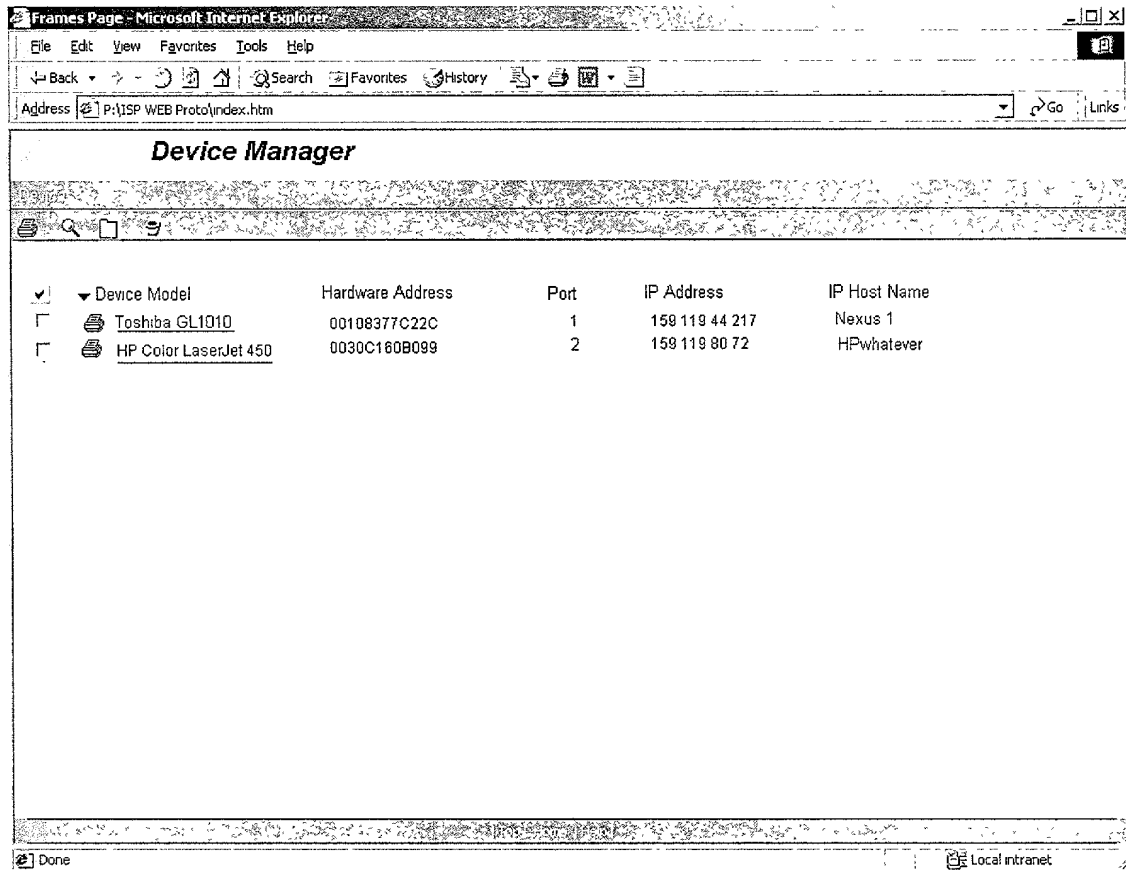 Frames Page - Microsoft Internet Explorer
File Edit View Favorites Tools Help
Back Search Favorites History
Address P:\ISP WEB Proto\index.htm Go Links
Device Manager
Device Model Hardware Address Port IP Address IP Host Name
Toshiba GL1010 00108377C22C 1 159 119 44 217 Nexus 1
HP Color LaserJet 450 0030C160B099 2 159 119 80 72 HPwhatever
Done Local intranet